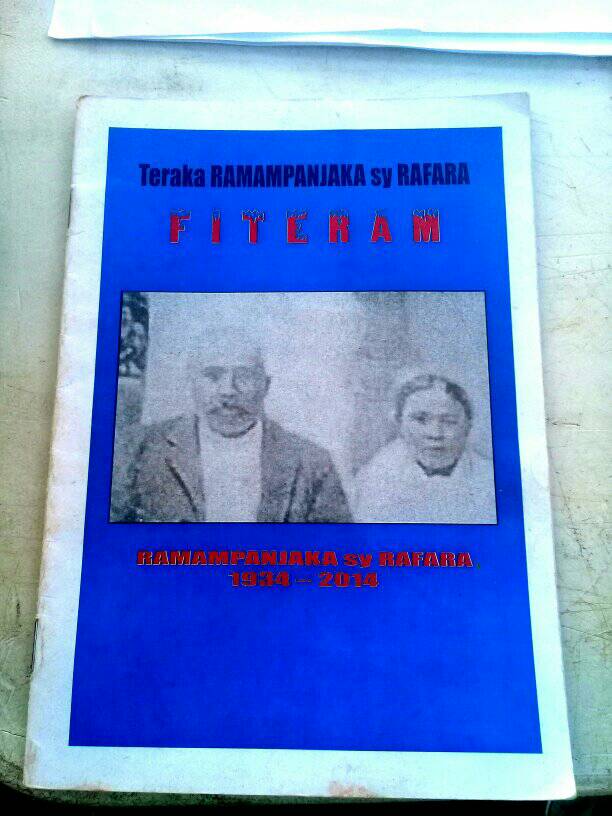 Teraka RAMAMPANJAKA sy RAFARA
FITERAM
RAMAMPANJAKA sy RAFARA,
1934 – 2014